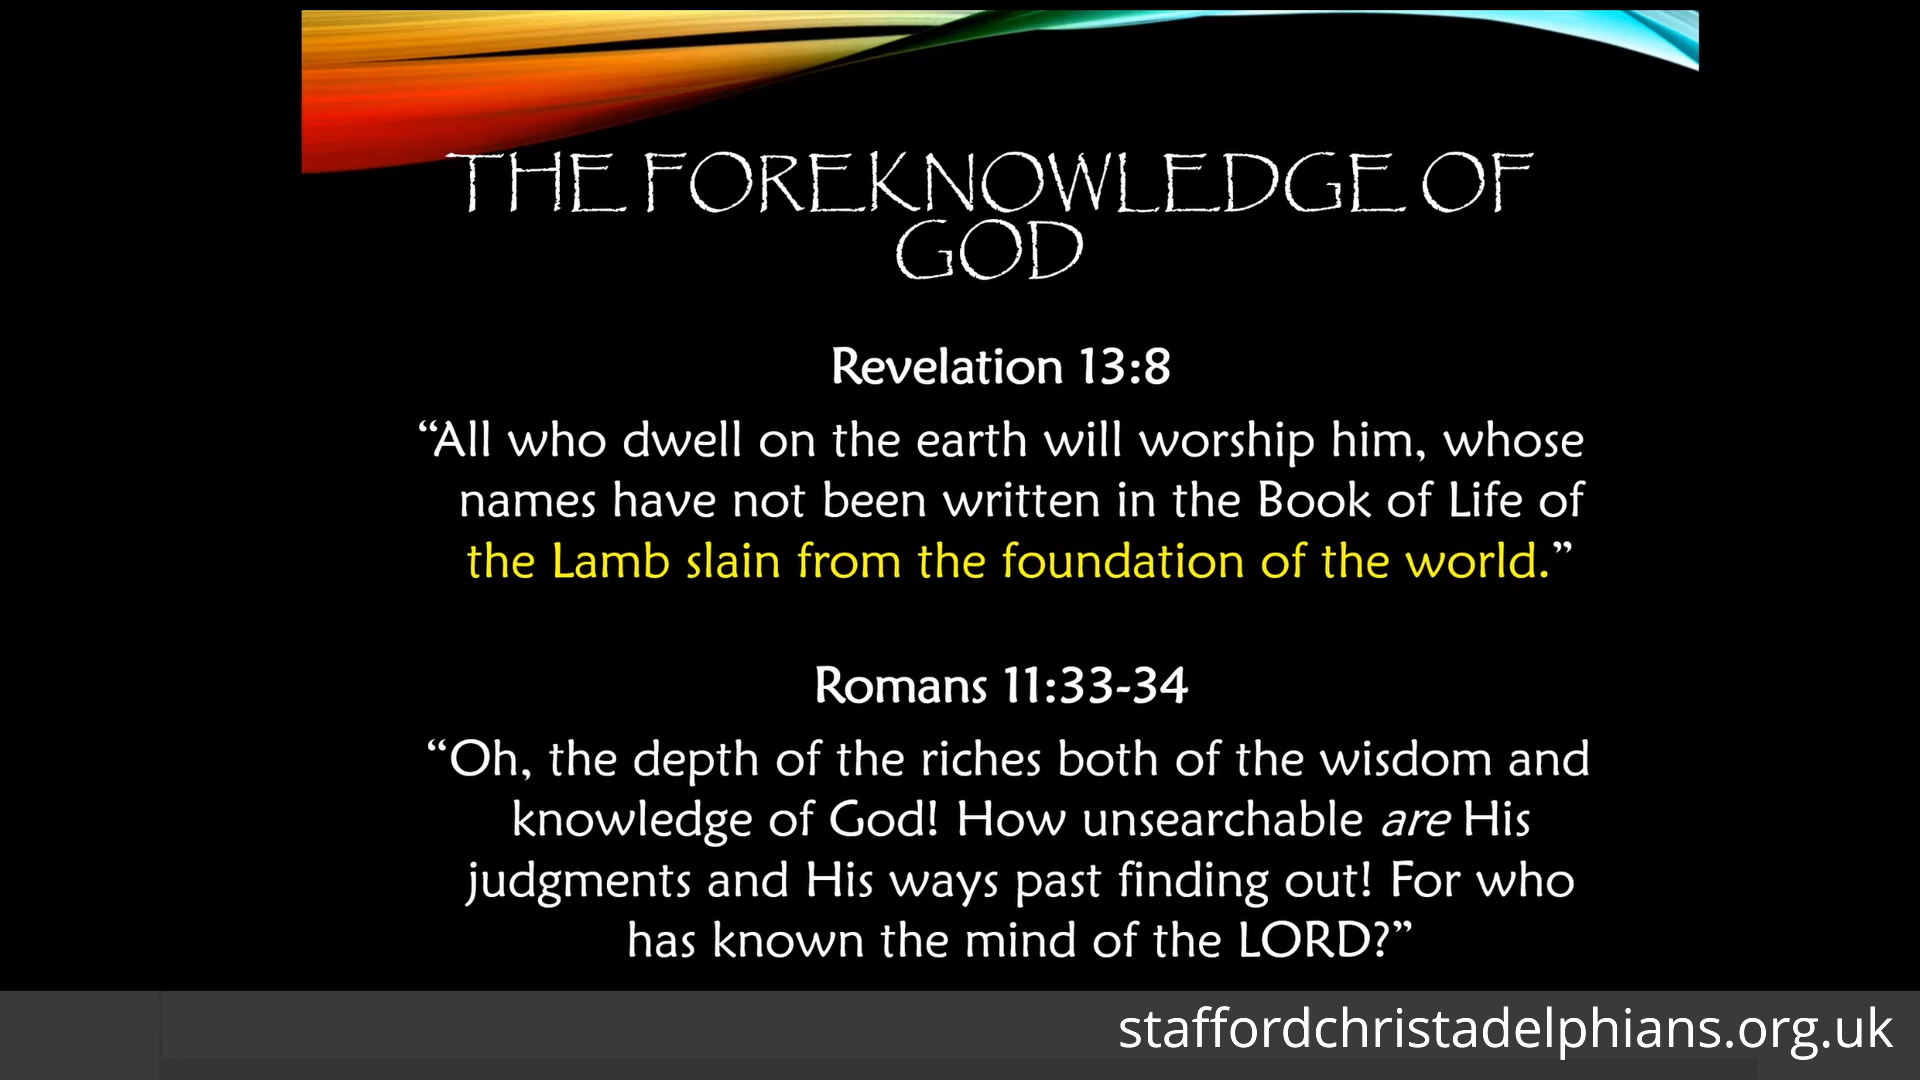 THE FOREKNOWLEDGE OF
GOD
Revelation 13:8
“All who dwell on the earth will worship him, whose
names have not been written in the Book of Life of
the Lamb slain from the foundation of the world.”
Romans 11:33-34
“Oh, the depth of the riches both of the wisdom and
knowledge of God! How unsearchable are His
judgments and His ways past finding out! For who
has known the mind of the LORD?”
staffordchristadelphians.org.uk